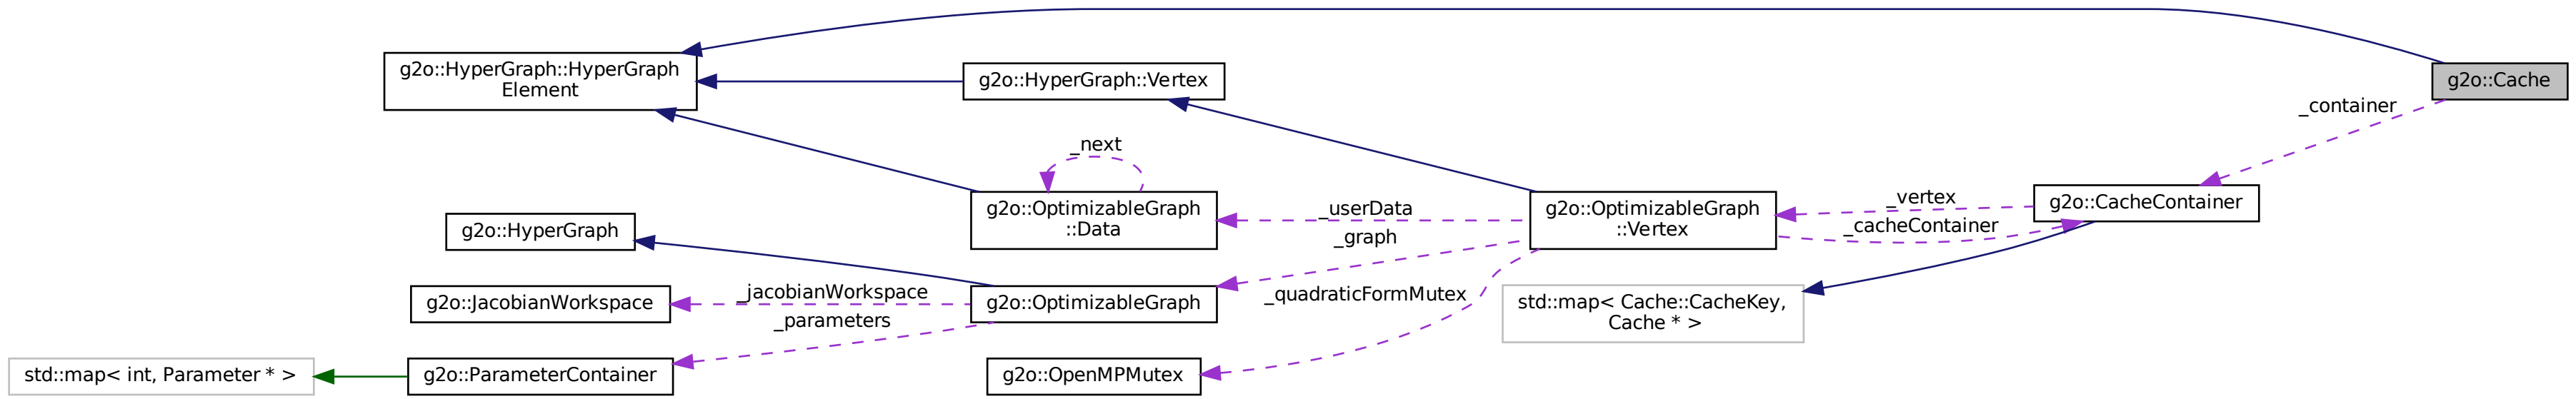 g2o::HyperGraph::HyperGraph
Element
g2o::HyperGraph::Vertex
g2o::Cache
_container
_next
g2o::OptimizableGraph
::Data
_userData
g2o::OptimizableGraph
::Vertex
_vertex
_cacheContainer
g2o::CacheContainer
g2o::HyperGraph
_graph
g2o::JacobianWorkspace
_jacobianWorkspace
g2o::OptimizableGraph
_quadraticFormMutex
std::map< Cache::CacheKey,
Cache * >
_parameters
std::map< int, Parameter * >
g2o::ParameterContainer
g2o::OpenMPMutex